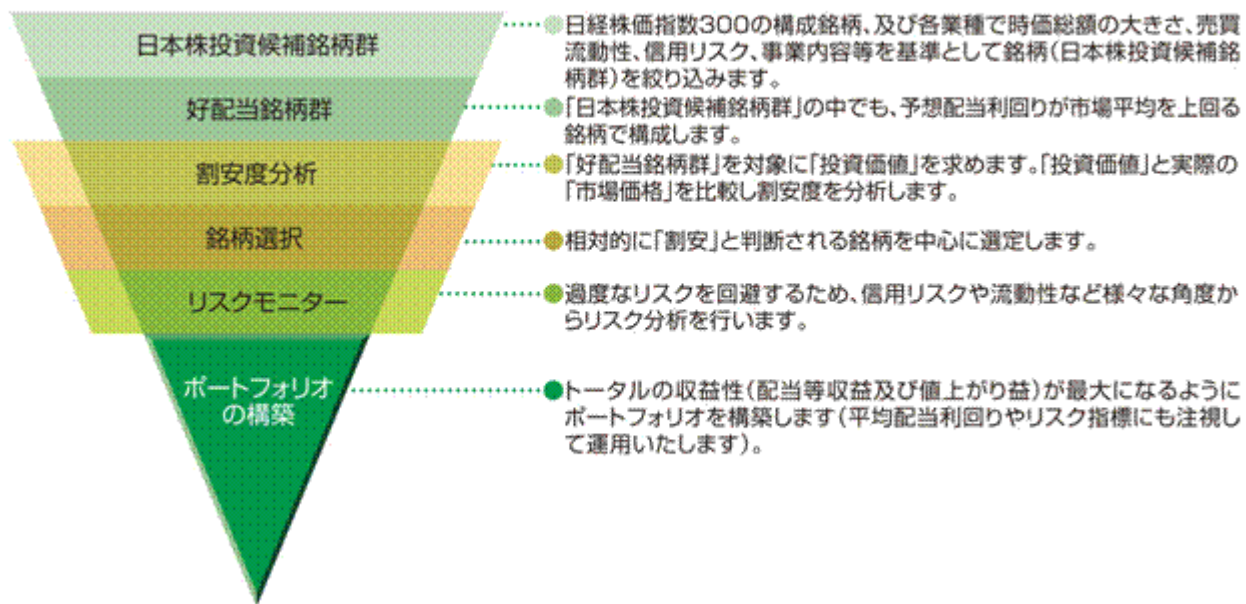 日本株投資候補銘柄群
●日経株価指数300の構成銘柄、及び各業種で時価総額の大きさ、売買
流動性、信用リスク、事業内容等を基準として銘柄(日本株投資候補銘
柄群)を絞り込みます。
好配当銘柄群
●「日本株投資候補銘柄群」の中でも、予想配当利回りが市場平均を上回る
銘柄で構成します。
割安度分析
●「好配当銘柄群」を対象に「投資価値」を求めます。「投資価値」と実際の
「市場価格」を比較し割安度を分析します。
銘柄選択
●相対的に「割安」と判断される銘柄を中心に選定します。
リスクモニター
●過度なリスクを回避するため、信用リスクや流動性など様々な角度か
らリスク分析を行います。
ポートフォリオ
の構築
●トータルの収益性(配当等収益及び値上がり益)が最大になるように
ポートフォリオを構築します(平均配当利回りやリスク指標にも注視し
て運用いたします)。